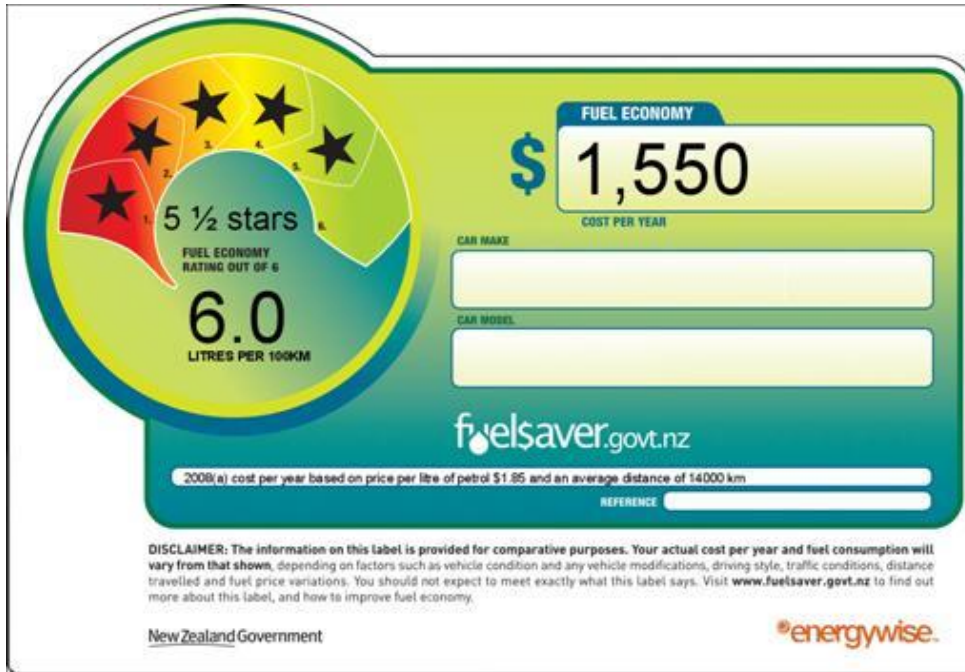 1.
2.
3.
4.
5.
6.
5 ½ stars
FUEL ECONOMY
RATING OUT OF 6
6.0
LITRES PER 100KM
FUEL ECONOMY
$ 1,550
COST PER YEAR
CAR MAKE
CAR MODEL
fuelsaver.govt.nz
2008(a) cost per year based on price per litre of petrol $1.85 and an average distance of 14000 km
REFERENCE
DISCLAIMER: The information on this label is provided for comparative purposes. Your actual cost per year and fuel consumption will
vary from that shown, depending on factors such as vehicle condition and any vehicle modifications, driving style, traffic conditions, distance
travelled and fuel price variations. You should not expect to meet exactly what this label says. Visit www.fuelsaver.govt.nz to find out
more about this label, and how to improve fuel economy.
New Zealand Government
energywise